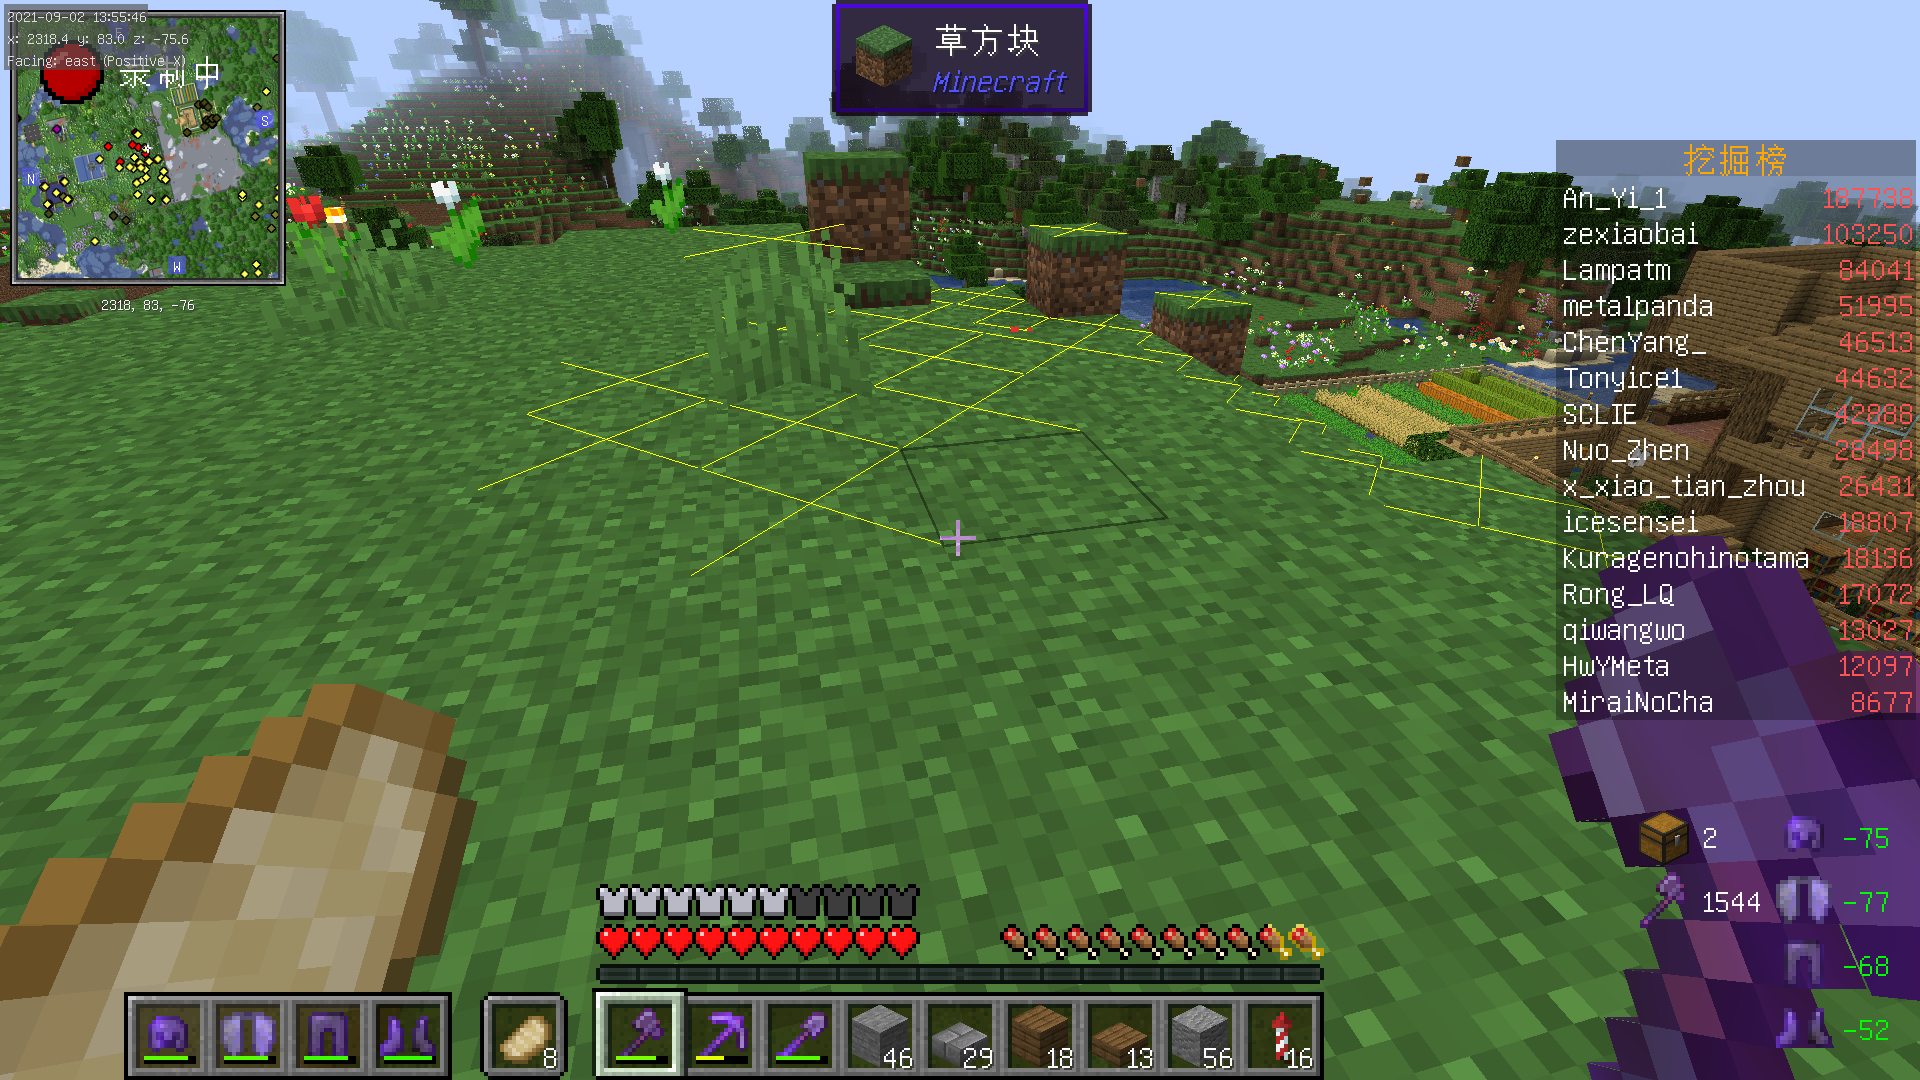 2021-09-02 13:55:46
x: 2318.4 y: 83.0 z: -75.6
Facing: east (Positive X)
录制中
S
N
W
2318, 83, -76
草方块
Minecraft
挖掘榜
An_Yi_1 187738
zexiaobai 103250
Lampatm 84041
metalpanda 51995
ChenYang_ 46513
Tonyice1 44632
SCLIE 42888
Nuo_Zhen 28498
x_xiao_tian_zhou 26431
icesensei 18807
Kuragenohinotama 18136
Rong_LQ 17072
qiwangwo 13027
HwYMeta 12097
MiraiNoCha 8677
2 -75
1544 -77
-68
-52
8 46 29 18 13 56 16